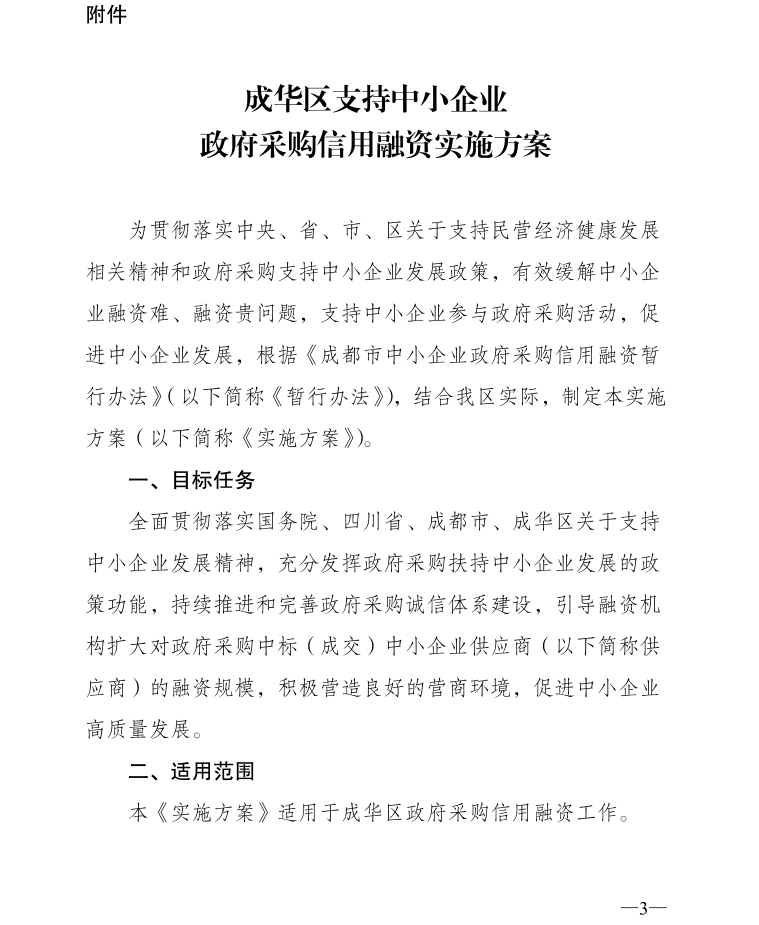 附件
成华区支持中小企业
政府采购信用融资实施方案
为贯彻落实中央、省、市、区关于支持民营经济健康发展
相关精神和政府采购支持中小企业发展政策，有效缓解中小企
业融资难、融资贵问题，支持中小企业参与政府采购活动，促
进中小企业发展，根据《成都市中小企业政府采购信用融资暂
行办法》（以下简称《暂行办法》），结合我区实际，制定本实施
方案（以下简称《实施方案》）。
一、目标任务
全面贯彻落实国务院、四川省、成都市、成华区关于支持
中小企业发展精神，充分发挥政府采购扶持中小企业发展的政
策功能，持续推进和完善政府采购诚信体系建设，引导融资机
构扩大对政府采购中标（成交）中小企业供应商（以下简称供
应商）的融资规模，积极营造良好的营商环境，促进中小企业
高质量发展。
二、适用范围
本《实施方案》适用于成华区政府采购信用融资工作。
—3—